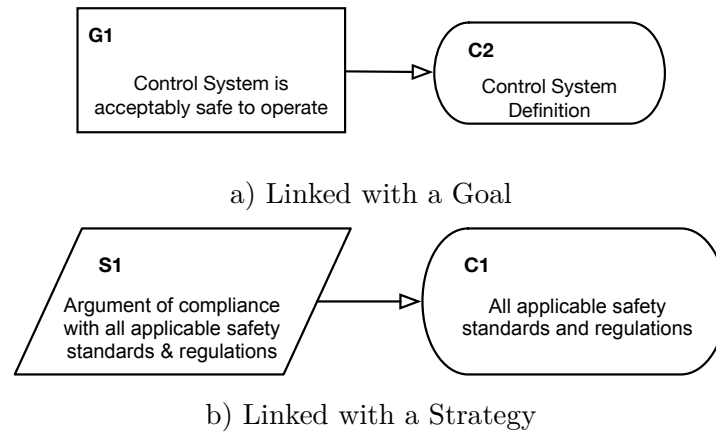 G1
Control System is
acceptably safe to operate
C2
Control System
Definition
a) Linked with a Goal
S1
Argument of compliance
with all applicable safety
standards & regulations
C1
All applicable safety
standards and regulations
b) Linked with a Strategy